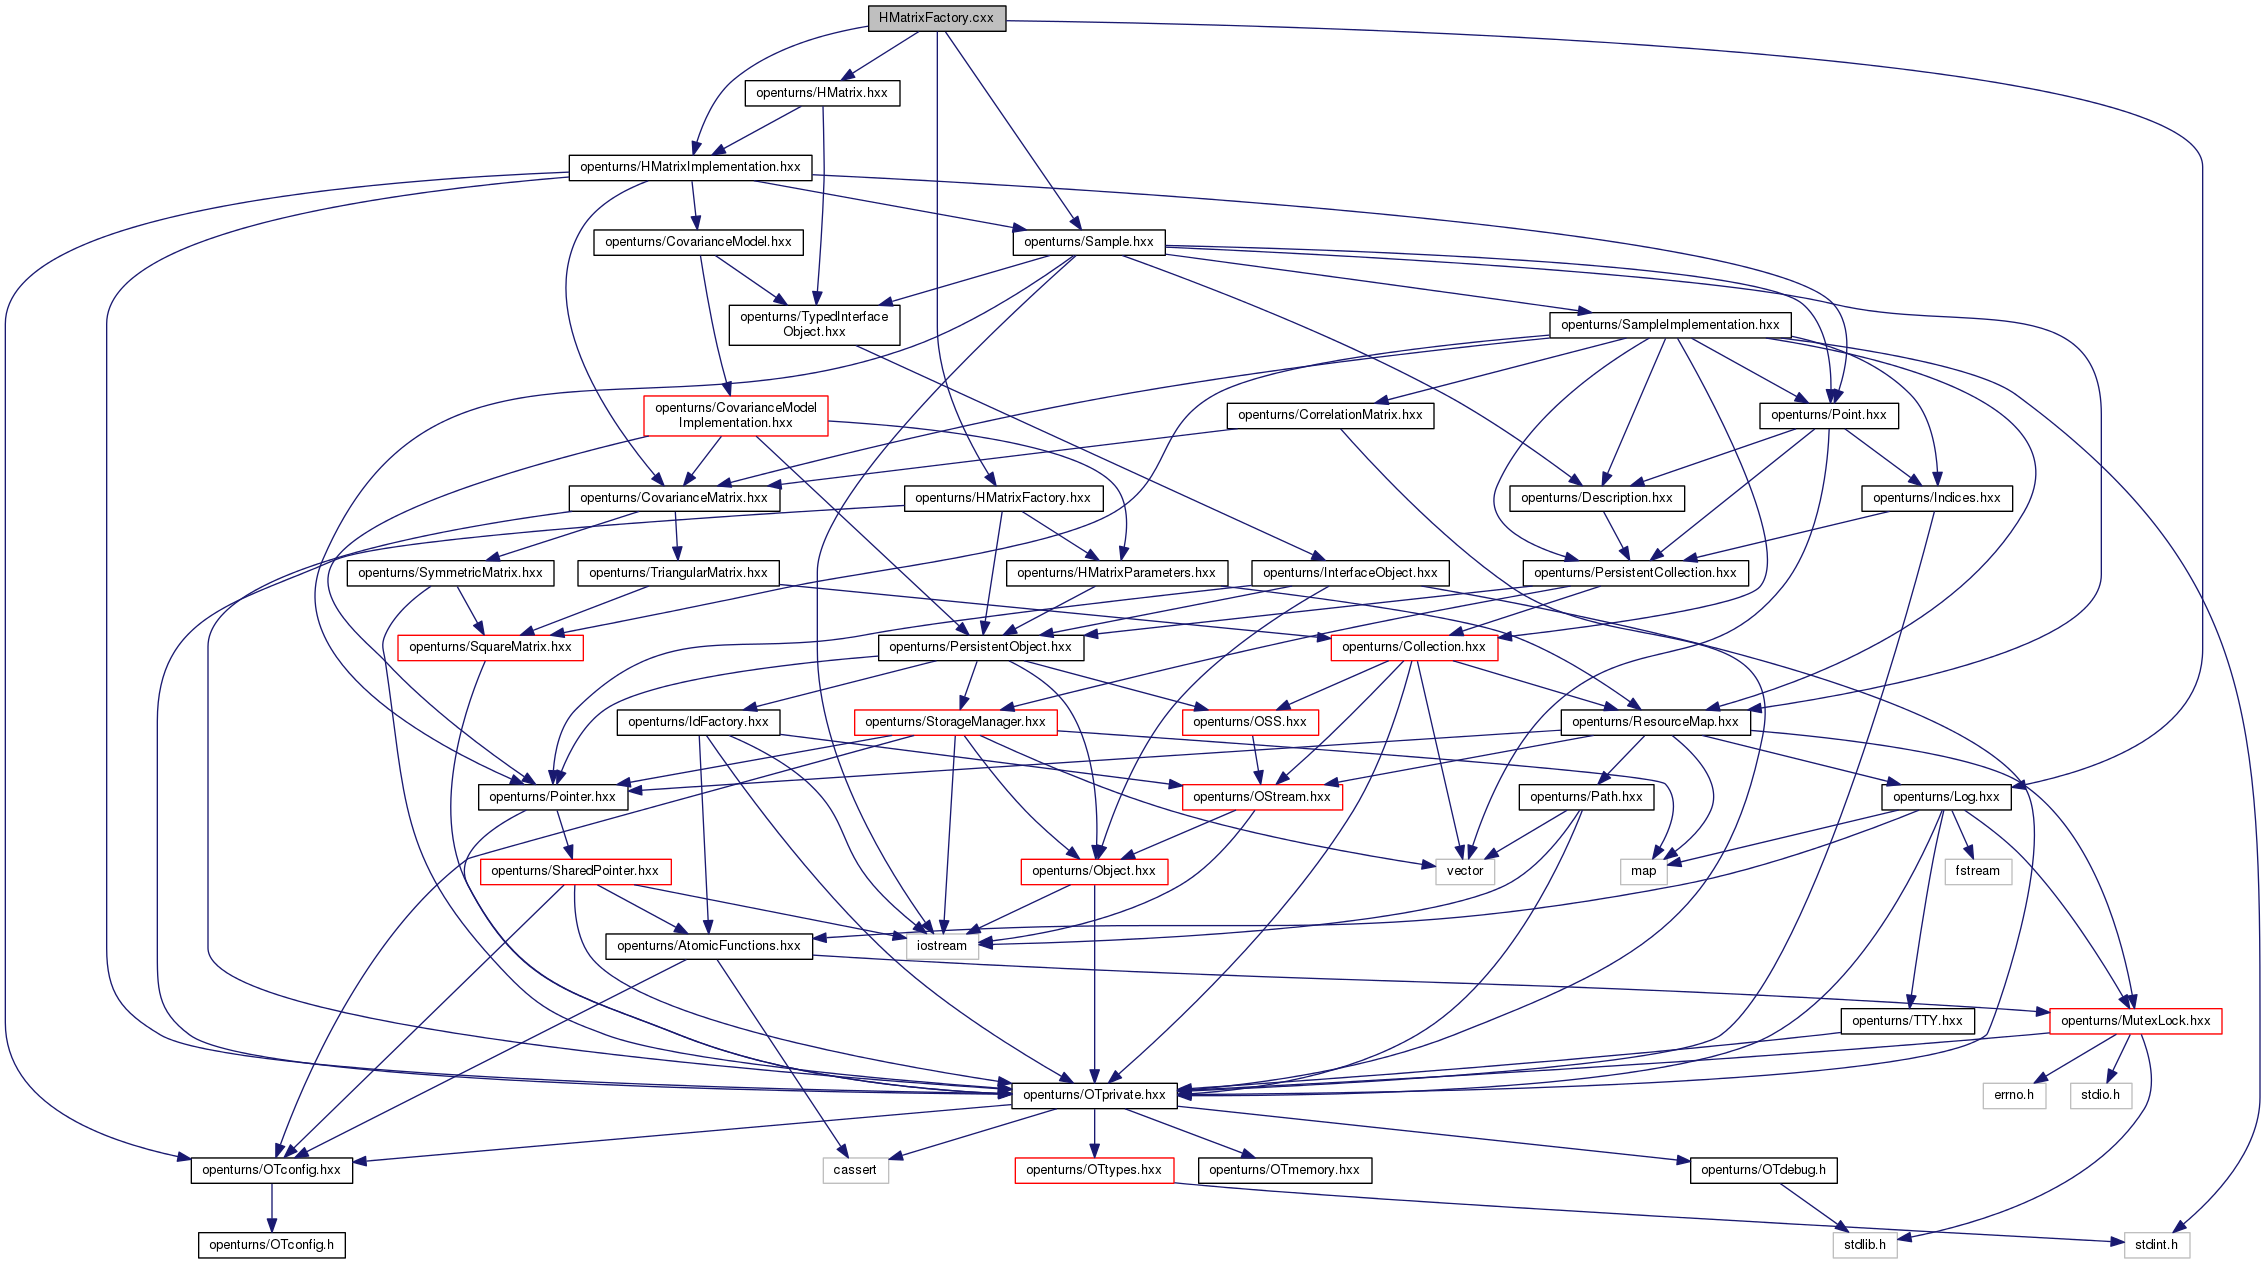 HMatrixFactory.cxx
openturns/HMatrix.hxx
openturns/HMatrixImplementation.hxx
openturns/CovarianceModel.hxx
openturns/Sample.hxx
openturns/TypedInterface
Object.hxx
openturns/SampleImplementation.hxx
openturns/CovarianceModel
Implementation.hxx
openturns/CorrelationMatrix.hxx
openturns/Point.hxx
openturns/CovarianceMatrix.hxx
openturns/HMatrixFactory.hxx
openturns/Description.hxx
openturns/Indices.hxx
openturns/SymmetricMatrix.hxx
openturns/TriangularMatrix.hxx
openturns/HMatrixParameters.hxx
openturns/InterfaceObject.hxx
openturns/PersistentCollection.hxx
openturns/SquareMatrix.hxx
openturns/PersistentObject.hxx
openturns/Collection.hxx
openturns/IdFactory.hxx
openturns/StorageManager.hxx
openturns/OSS.hxx
openturns/ResourceMap.hxx
openturns/Pointer.hxx
openturns/OStream.hxx
openturns/Path.hxx
openturns/Log.hxx
openturns/SharedPointer.hxx
openturns/Object.hxx
vector
map
fstream
openturns/AtomicFunctions.hxx
iostream
openturns/TTY.hxx
openturns/MutexLock.hxx
openturns/OTprivate.hxx
errno.h
stdio.h
openturns/OTconfig.hxx
cassert
openturns/OTtypes.hxx
openturns/OTmemory.hxx
openturns/OTdebug.h
openturns/OTconfig.h
stdlib.h
stdint.h